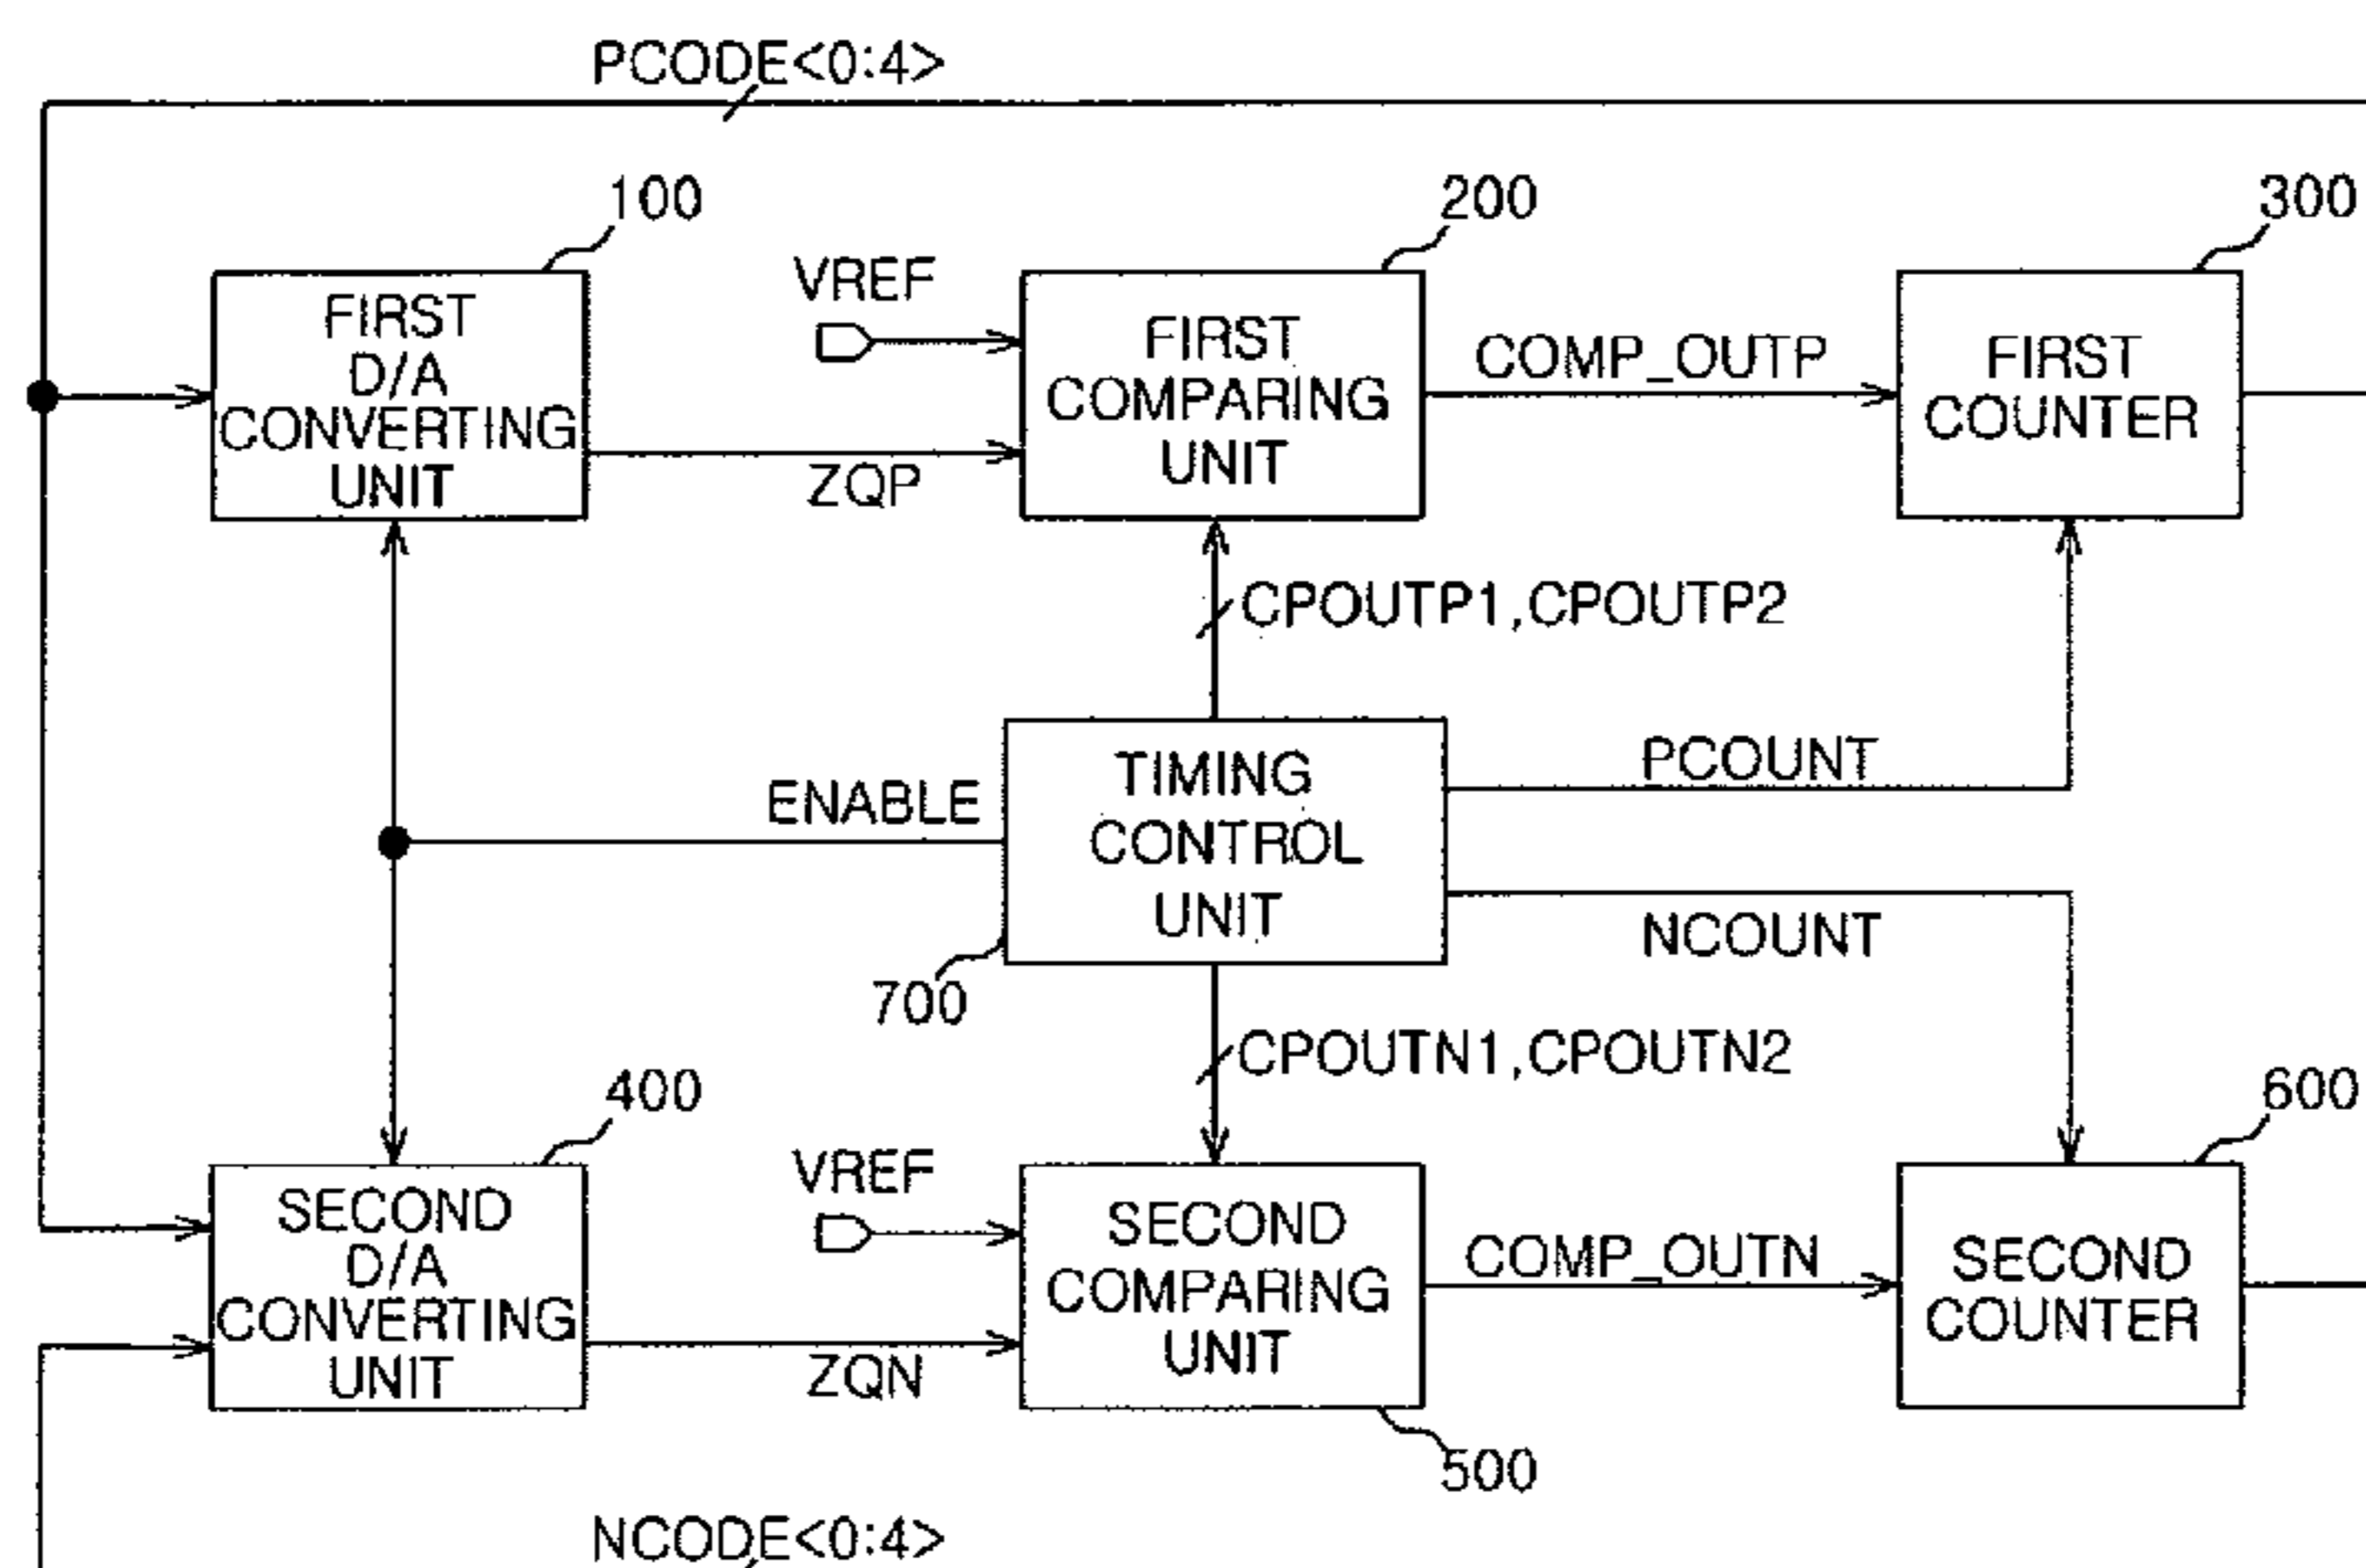 PCODE<0:4>
100
200
300
VREF
FIRST
D/A
CONVERTING
UNIT
FIRST
COMPARING
UNIT
COMP_OUTP
FIRST
COUNTER
ZQP
CPOUTP1,CPOUTP2
ENABLE
TIMING
CONTROL
UNIT
PCOUNT
NCOUNT
700
CPOUTN1,CPOUTN2
400
600
VREF
SECOND
D/A
CONVERTING
UNIT
SECOND
COMPARING
UNIT
COMP_OUTN
SECOND
COUNTER
ZQN
500
NCODE<0:4>